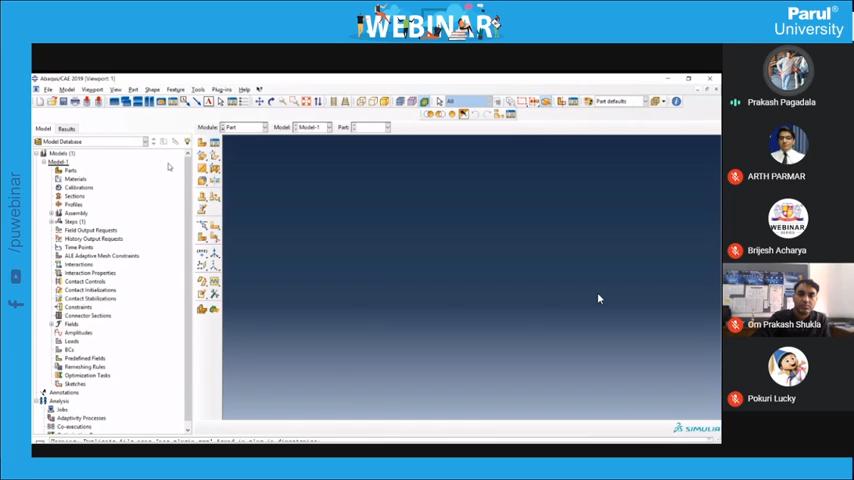 WEBINAR
Parul®
University
/puwebinar
Abaqus/CAE 2019 [Viewport: 1]
File Model Viewport View Part Shape Feature Tools Plug-ins Help
All
Part defaults
Model Results
Module: Part Model: Model-1 Part:
Model Database
Models (1)
Model-1
Parts
Materials
Calibrations
Sections
Profiles
Assembly
Steps (1)
Field Output Requests
History Output Requests
Time Points
ALE Adaptive Mesh Constraints
Interactions
Interaction Properties
Contact Controls
Contact Initializations
Contact Stabilizations
Constraints
Connector Sections
Fields
Amplitudes
Loads
BCs
Predefined Fields
Remeshing Rules
Optimization Tasks
Sketches
Annotations
Analysis
Jobs
Adaptivity Processes
Co-executions
SIMULIA
Prakash Pagadala
ARTH PARMAR
WEBINAR
SERIES
Brijesh Acharya
Om Prakash Shukla
Pokuri Lucky